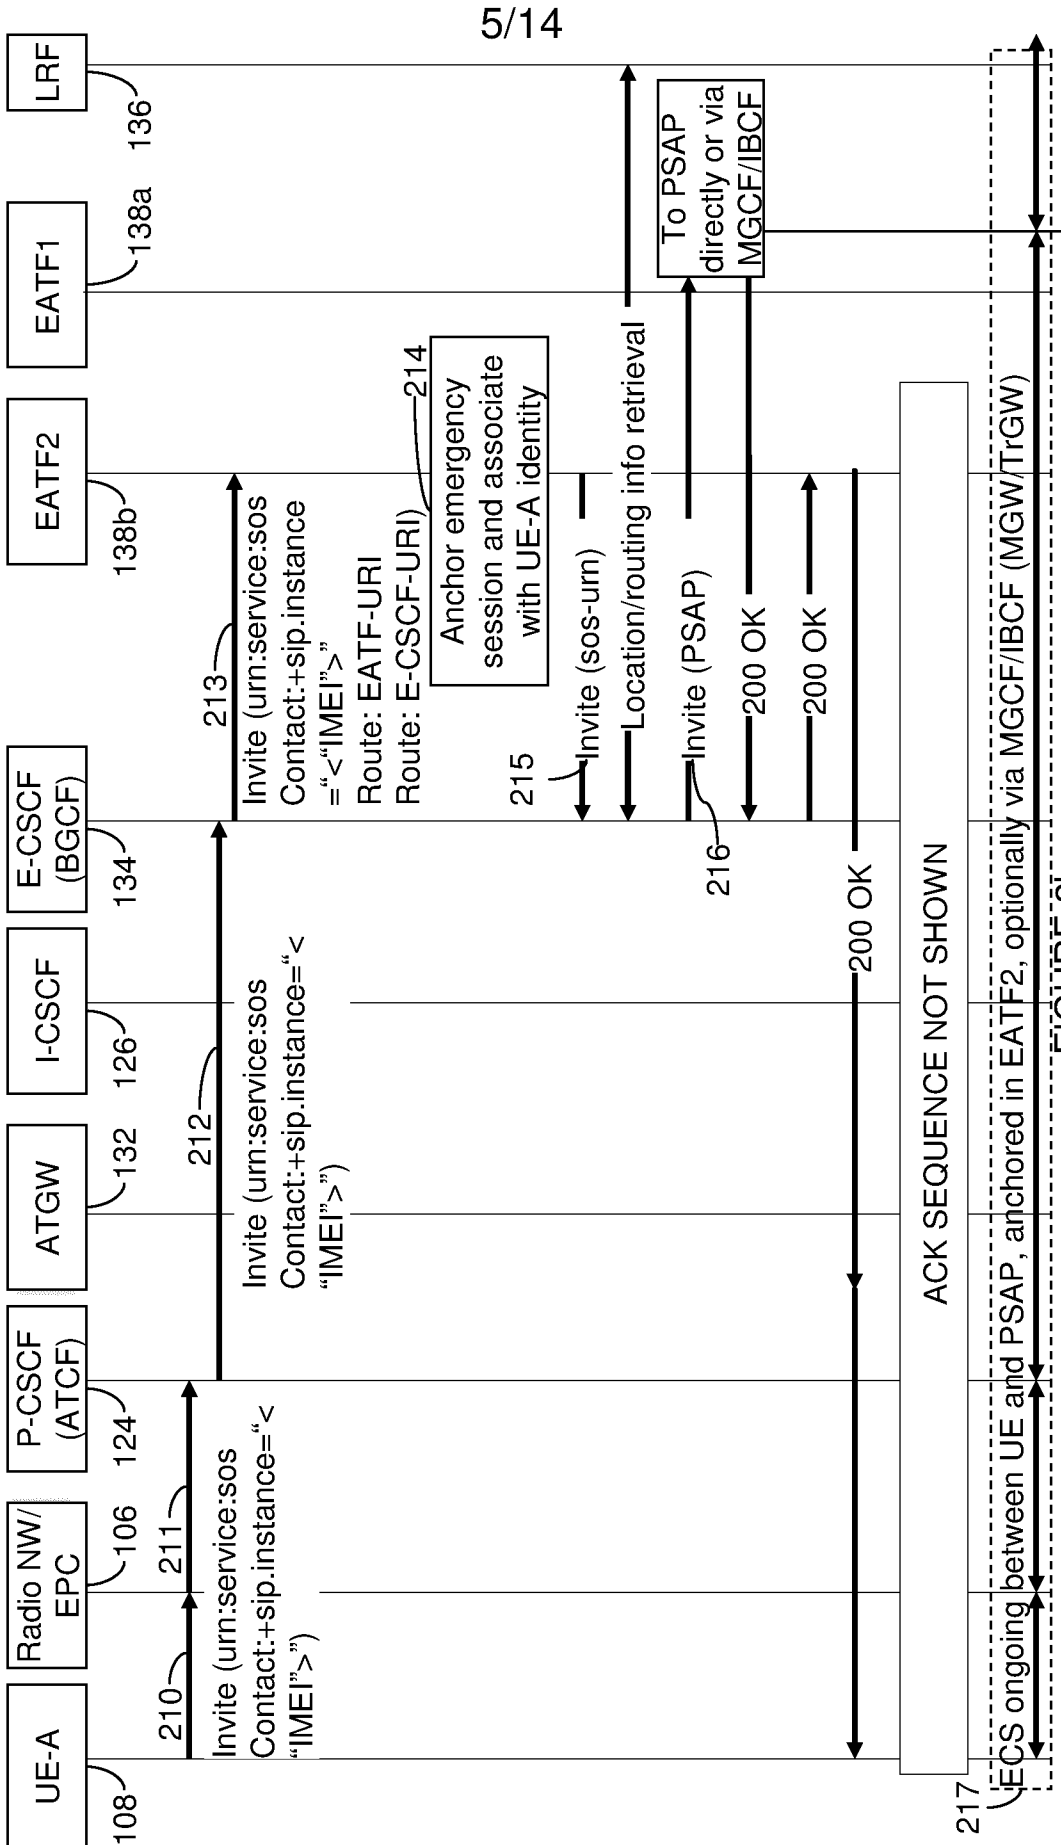 5/14
UE-A
108
Radio NW/
EPC
106
P-CSCF
(ATCF)
124
ATGW
132
I-CSCF
126
E-CSCF
(BGCF)
134
EATF2
138b
EATF1
138a
LRF
136
210
211
Invite (urn:service:sos
Contact:+sip.instance="<
"IMEI">")
212
Invite (urn:service:sos
Contact:+sip.instance="<
"IMEI">")
213
Invite (urn:service:sos
Contact:+sip.instance
="<"IMEI">"
Route: EATF-URI
Route: E-CSCF-URI)
214
Anchor emergency
session and associate
with UE-A identity
215
Invite (sos-urn)
Location/routing info retrieval
216
Invite (PSAP)
To PSAP
directly or via
MGCF/IBCF
200 OK
200 OK
200 OK
ACK SEQUENCE NOT SHOWN
217
ECS ongoing between UE and PSAP, anchored in EATF2, optionally via MGCF/IBCF (MGW/TrGW)